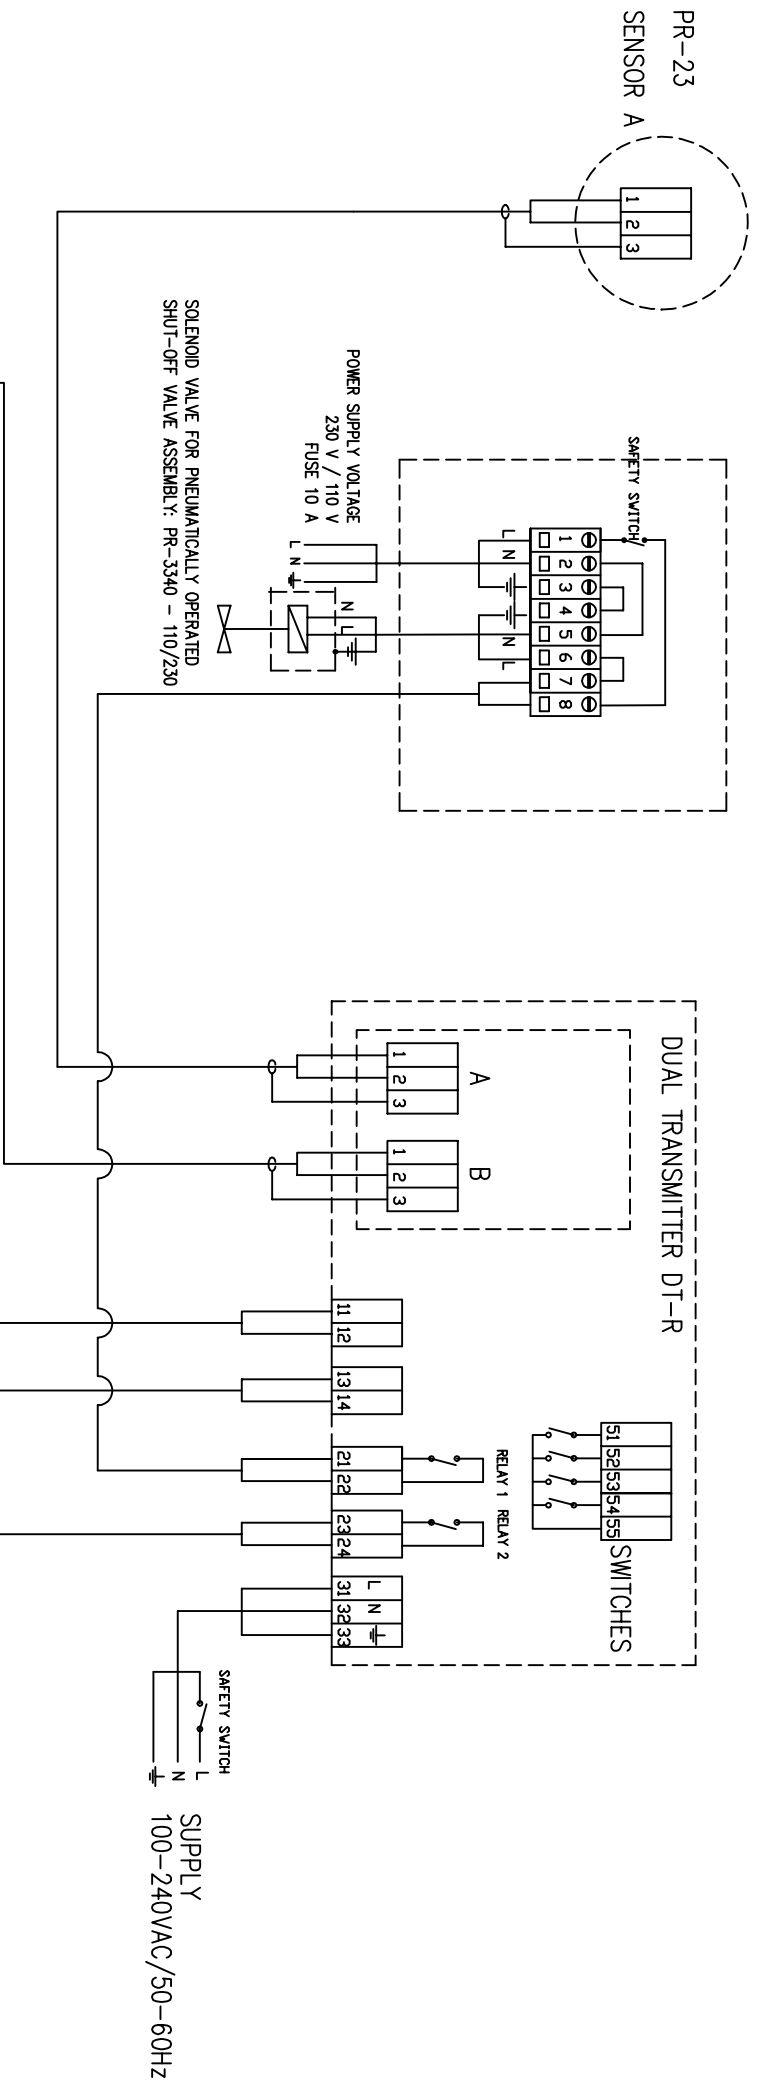 PR-23
SENSOR A
1
2
3
SAFETY SWITCH
1
2
3
4
5
6
7
8
L
N
N
L
POWER SUPPLY VOLTAGE
230 V / 110 V
FUSE 10 A
L
N
N
L
SOLENOID VALVE FOR PNEUMATICALLY OPERATED
SHUT-OFF VALVE ASSEMBLY: PR-3340 - 110/230
DUAL TRANSMITTER DT-R
A
1
2
3
B
1
2
3
11
12
13
14
21
22
23
24
31 L
32 N
33
RELAY 1 RELAY 2
51
52
53
54
55
SWITCHES
SAFETY SWITCH
L
N
SUPPLY
100-240VAC/50-60Hz